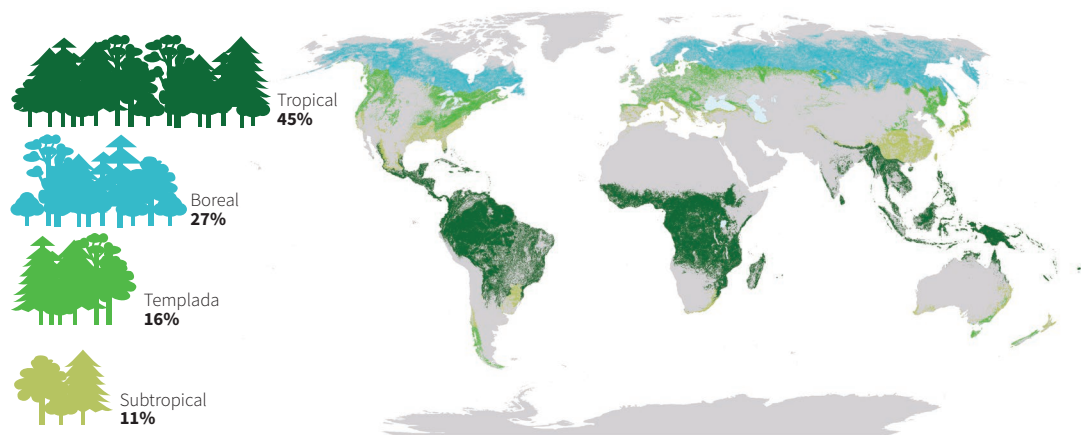 Tropical
45%
Boreal
27%
Templada
16%
Subtropical
11%